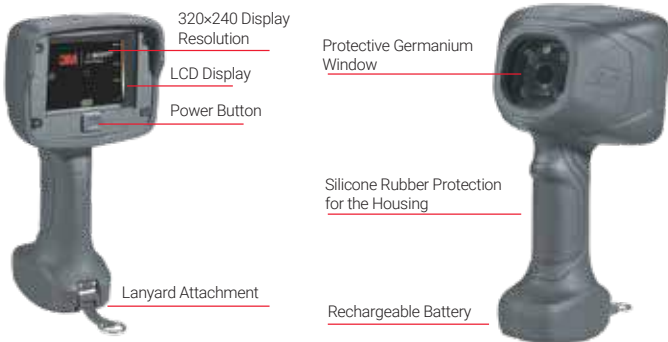 320×240 Display
Resolution
LCD Display
Power Button
Lanyard Attachment
3M
Protective Germanium
Window
Silicone Rubber Protection
for the Housing
Rechargeable Battery